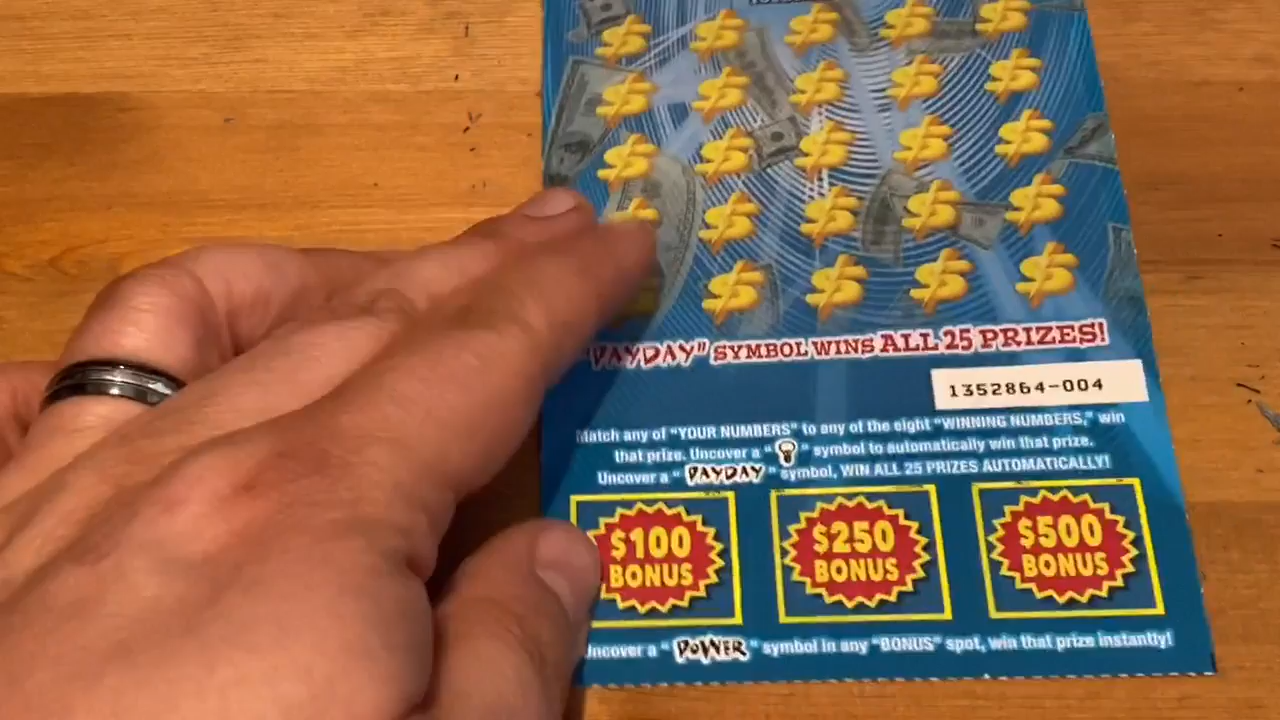 $ $ $ $ $
$ $ $ $ $
$ $ $ $ $
$ $ $ $ $
$ $ $ $
"PAYDAY" SYMBOL WINS ALL 25 PRIZES!
1352864-004
Match any of "YOUR NUMBERS" to any of the eight "WINNING NUMBERS," win
that prize. Uncover a " " symbol to automatically win that prize.
Uncover a "PAYDAY" symbol, WIN ALL 25 PRIZES AUTOMATICALLY!
$100
BONUS
$250
BONUS
$500
BONUS
Uncover a "POWER" symbol in any "BONUS" spot, win that prize instantly!